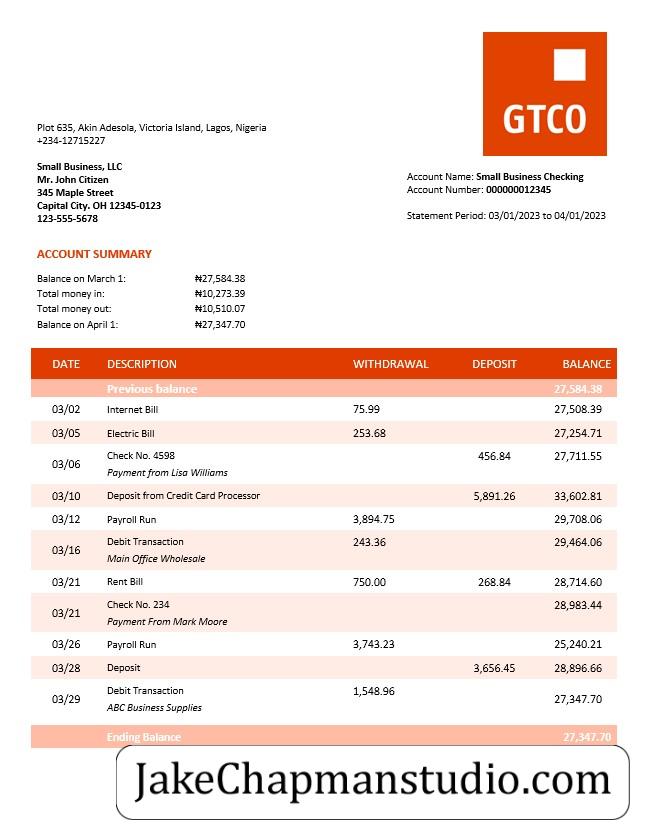 GTCO
Plot 635, Akin Adesola, Victoria Island, Lagos, Nigeria
+234-12715227
Small Business, LLC
Mr. John Citizen
345 Maple Street
Capital City. OH 12345-0123
123-555-5678
Account Name: Small Business Checking
Account Number: 000000012345
Statement Period: 03/01/2023 to 04/01/2023
ACCOUNT SUMMARY
Balance on March 1: ₦27,584.38
Total money in: ₦10,273.39
Total money out: ₦10,510.07
Balance on April 1: ₦27,347.70
DATE DESCRIPTION WITHDRAWAL DEPOSIT BALANCE
Previous balance 27,584.38
03/02 Internet Bill 75.99 27,508.39
03/05 Electric Bill 253.68 27,254.71
03/06 Check No. 4598 456.84 27,711.55
Payment from Lisa Williams
03/10 Deposit from Credit Card Processor 5,891.26 33,602.81
03/12 Payroll Run 3,894.75 29,708.06
03/16 Debit Transaction 243.36 29,464.06
Main Office Wholesale
03/21 Rent Bill 750.00 268.84 28,714.60
03/21 Check No. 234 28,983.44
Payment From Mark Moore
03/26 Payroll Run 3,743.23 25,240.21
03/28 Deposit 3,656.45 28,896.66
03/29 Debit Transaction 1,548.96 27,347.70
ABC Business Supplies
Ending Balance 27,347.70
JakeChapmanstudio.com